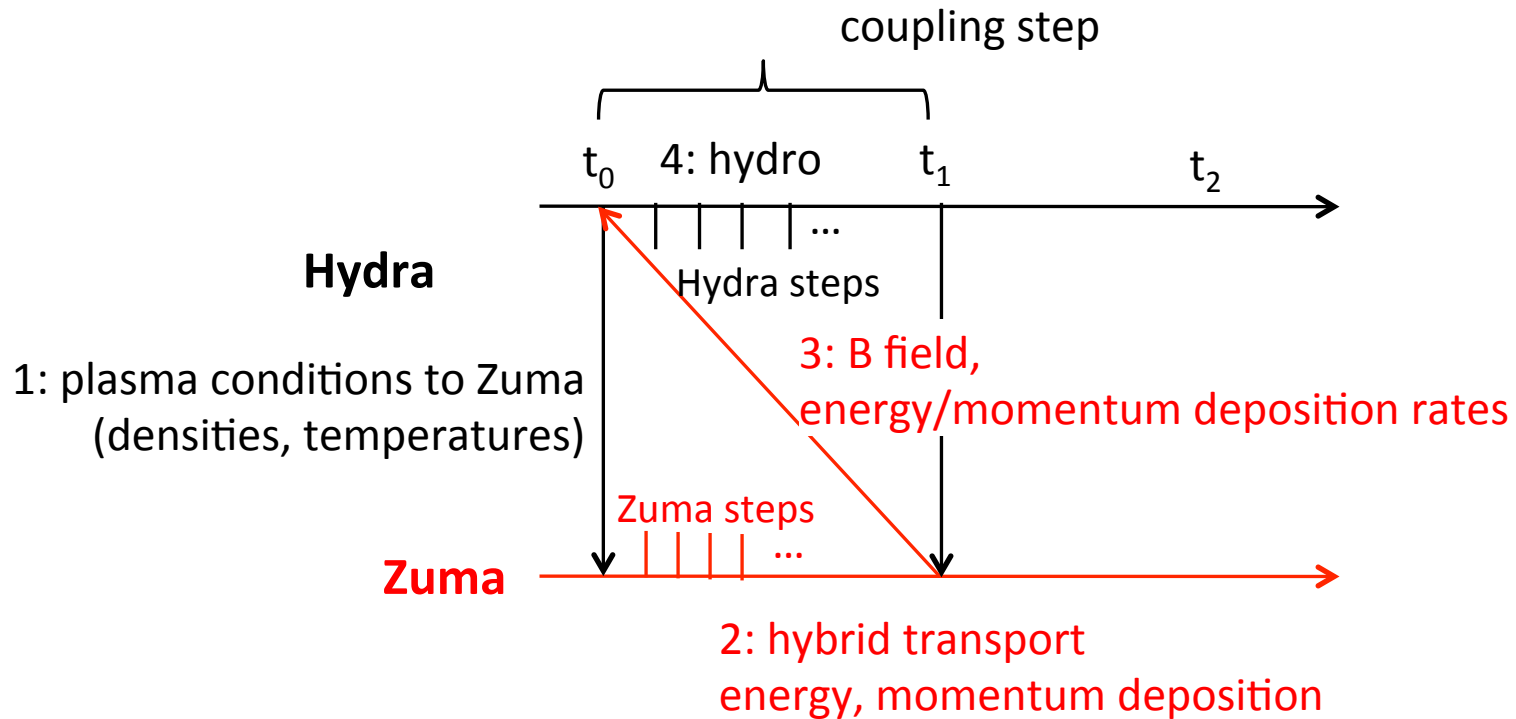 coupling step
t₀ 4: hydro t₁ t₂
...
Hydra steps
Hydra
3: B field,
energy/momentum deposition rates
1: plasma conditions to Zuma
(densities, temperatures)
Zuma steps
...
Zuma
2: hybrid transport
energy, momentum deposition